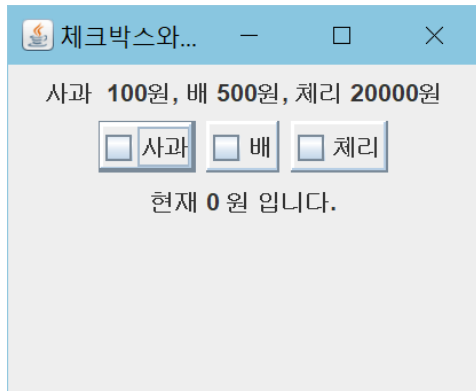 체크박스와...
사과 100원, 배 500원, 체리 20000원
사과 배 체리
현재 0 원 입니다.